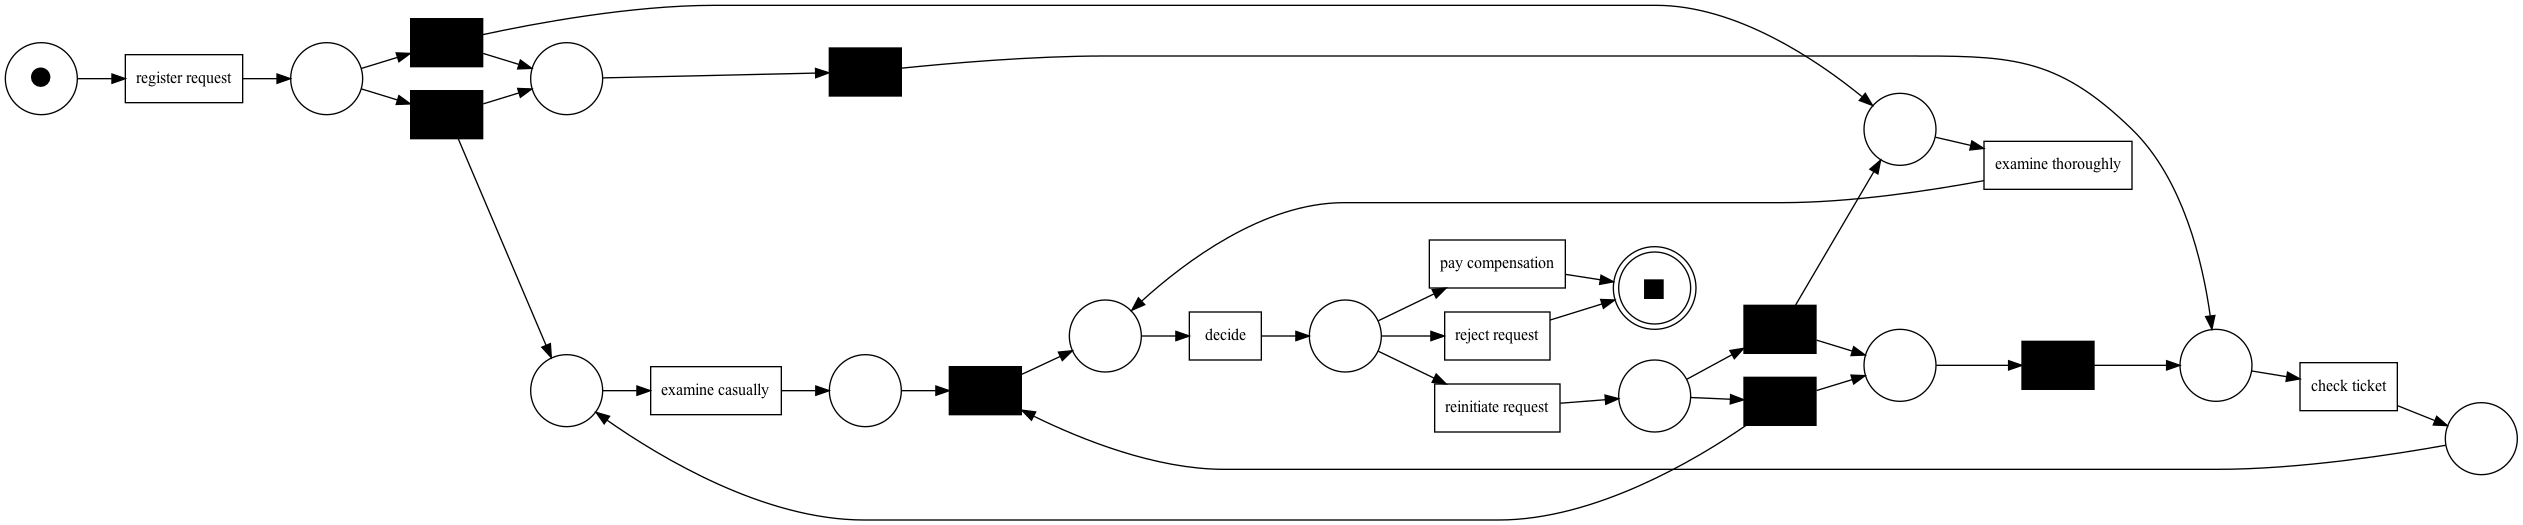 register request
examine thoroughly
pay compensation
decide
reject request
examine casually
reinitiate request
check ticket